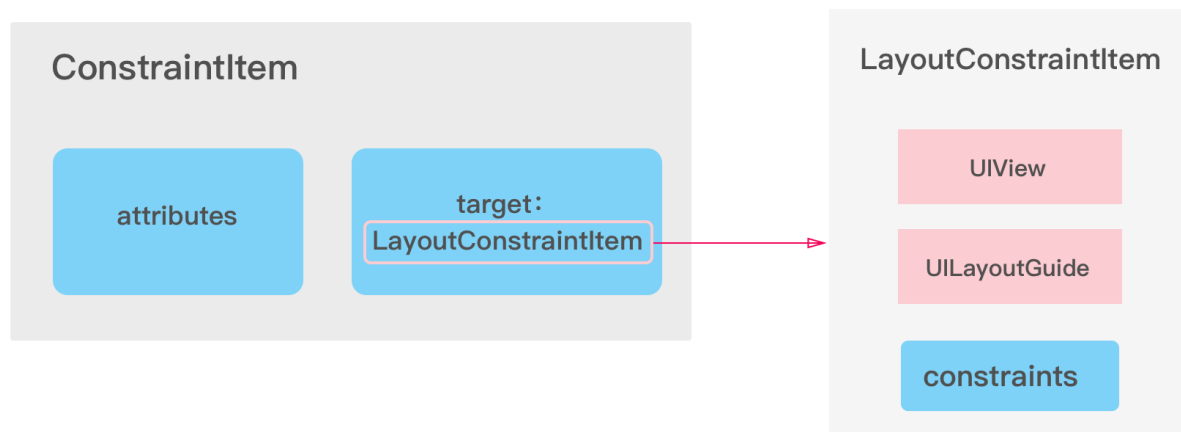 ConstraintItem
attributes
target：
LayoutConstraintItem
LayoutConstraintItem
UIView
UILayoutGuide
constraints